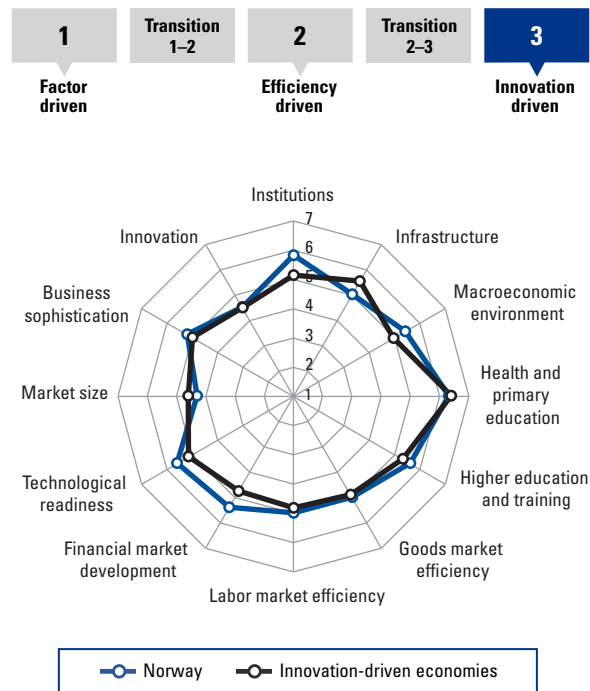 1
Transition
1–2
2
Transition
2–3
3
Factor
driven
Efficiency
driven
Innovation
driven
Institutions
Infrastructure
Macroeconomic
environment
Health and
primary
education
Higher education
and training
Goods market
efficiency
Labor market efficiency
Financial market
development
Technological
readiness
Market size
Business
sophistication
Innovation
7
6
5
4
3
2
1
Norway
Innovation-driven economies